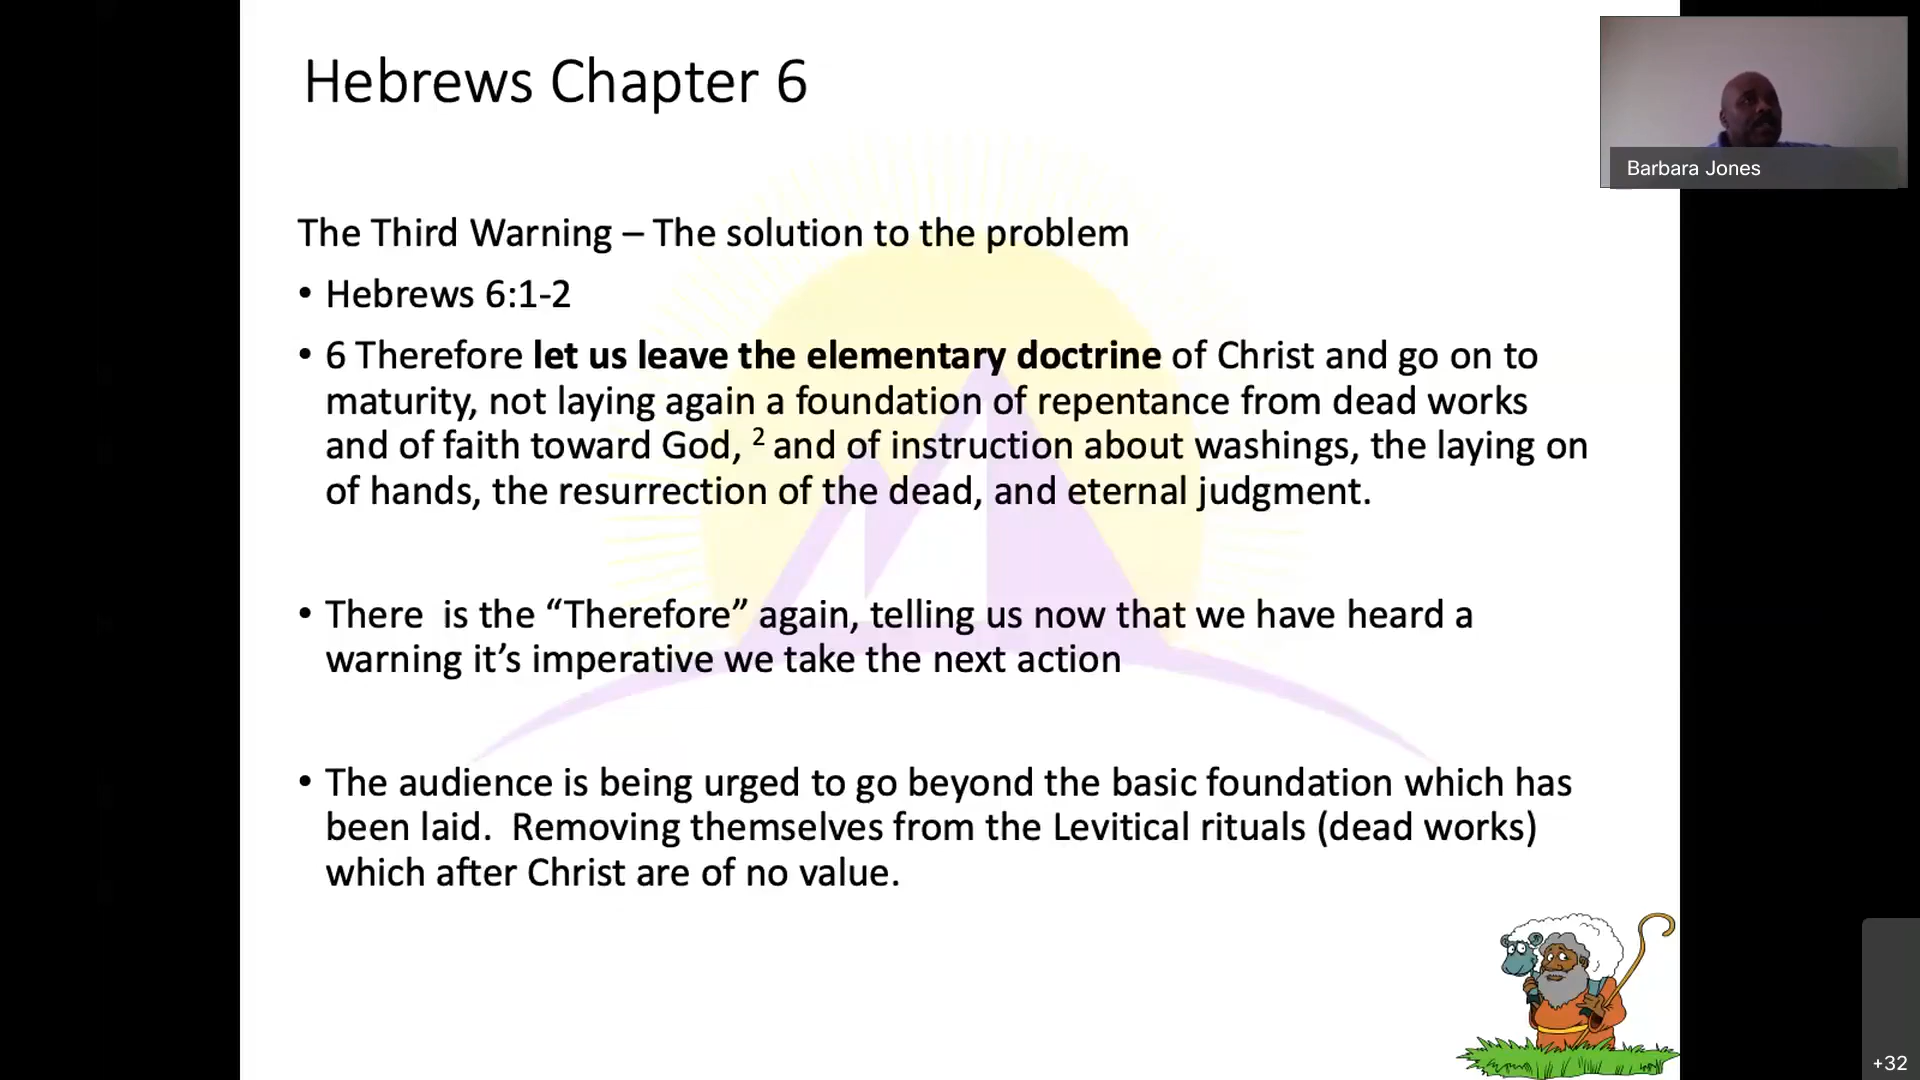 Hebrews Chapter 6
Barbara Jones
The Third Warning – The solution to the problem
• Hebrews 6:1-2
• 6 Therefore let us leave the elementary doctrine of Christ and go on to
maturity, not laying again a foundation of repentance from dead works
and of faith toward God, ² and of instruction about washings, the laying on
of hands, the resurrection of the dead, and eternal judgment.
• There  is the “Therefore” again, telling us now that we have heard a
warning it’s imperative we take the next action
• The audience is being urged to go beyond the basic foundation which has
been laid.  Removing themselves from the Levitical rituals (dead works)
which after Christ are of no value.
+32